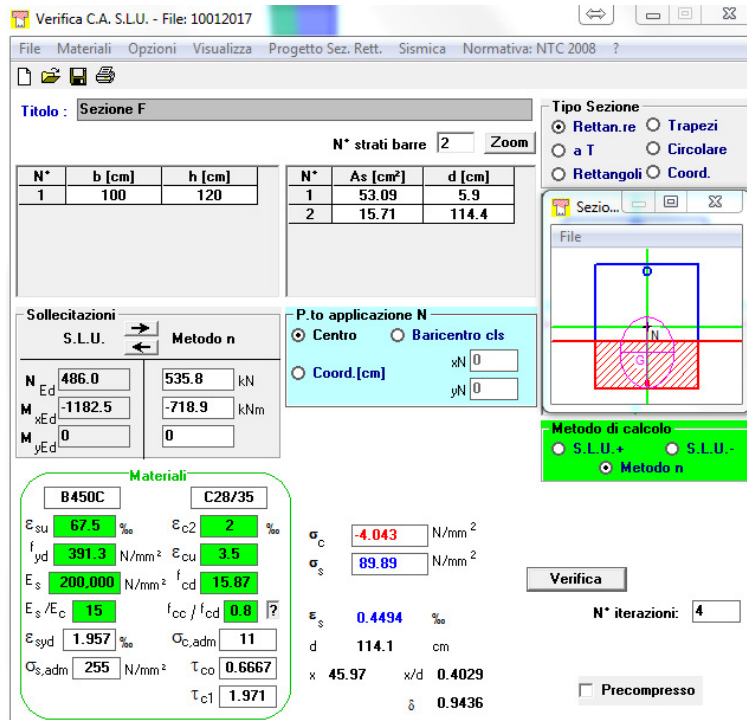 Verifica C.A. S.L.U. - File: 10012017
File Materiali Opzioni Visualizza Progetto Sez. Rett. Sismica Normativa: NTC 2008 ?
Titolo : Sezione F
N° strati barre 2 Zoom
N° b [cm] h [cm]
1 100 120
N° As [cm²] d [cm]
1 53.09 5.9
2 15.71 114.4
Tipo Sezione
Rettan.re Trapezi
a T Circolare
Rettangoli Coord.
Sezio...
File
N
G
Sollecitazioni
S.L.U. Metodo n
N Ed 486.0 535.8 kN
M xEd -1182.5 -718.9 kNm
M yEd 0 0
P.to applicazione N
Centro Baricentro cls
Coord.[cm]
xN 0
yN 0
Metodo di calcolo
S.L.U.+ S.L.U.-
Metodo n
Materiali
B450C C28/35
εsu 67.5 ‰ εc2 2 ‰
fyd 391.3 N/mm² εcu 3.5
Es 200,000 N/mm² fcd 15.87
Es/Ec 15 fcc / fcd 0.8 ?
εsyd 1.957 ‰ σc,adm 11
σs,adm 255 N/mm² τco 0.6667
τc1 1.971
σc -4.043 N/mm²
σs 89.89 N/mm²
εs 0.4494 ‰
d 114.1 cm
x 45.97 x/d 0.4029
δ 0.9436
Verifica
N° iterazioni: 4
Precompresso